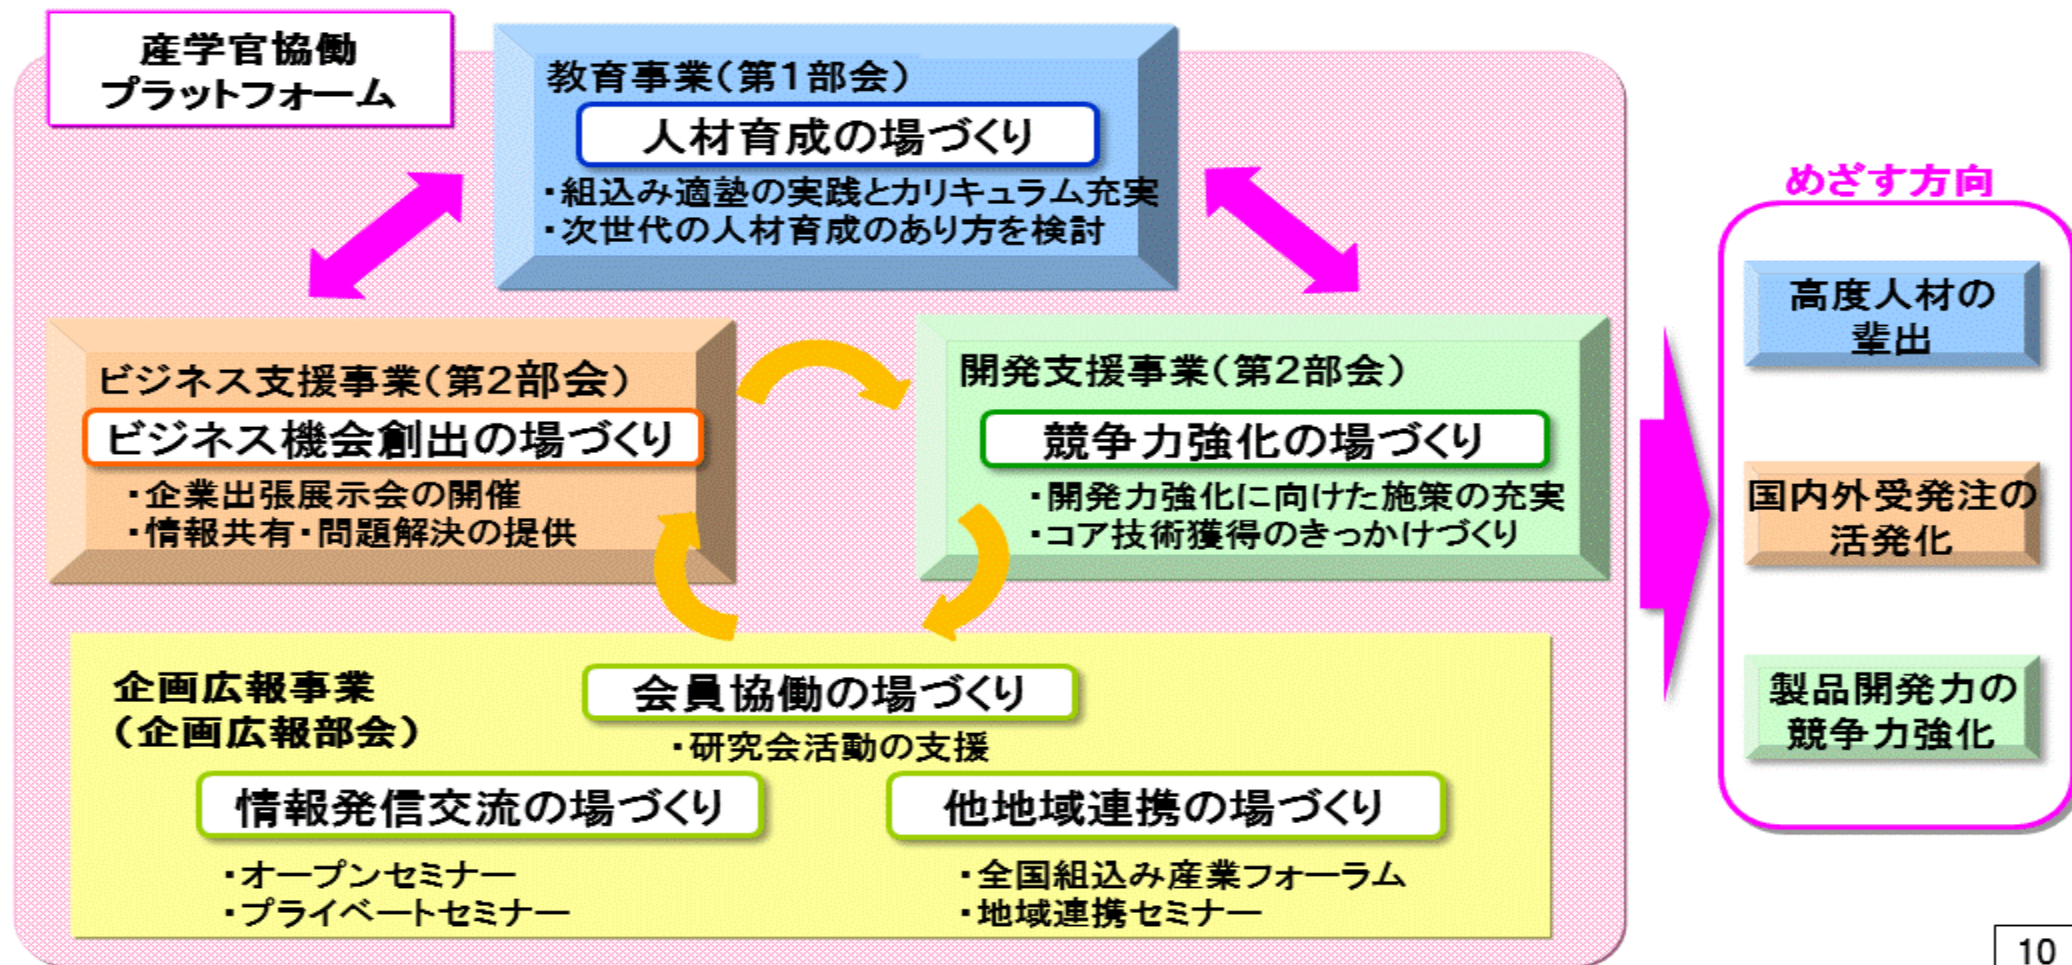 産学官協働
プラットフォーム
教育事業(第1部会)
人材育成の場づくり
・組込み適塾の実践とカリキュラム充実
・次世代の人材育成のあり方を検討
ビジネス支援事業(第2部会)
ビジネス機会創出の場づくり
・企業出張展示会の開催
・情報共有・問題解決の提供
開発支援事業(第2部会)
競争力強化の場づくり
・開発力強化に向けた施策の充実
・コア技術獲得のきっかけづくり
企画広報事業
(企画広報部会)
会員協働の場づくり
・研究会活動の支援
情報発信交流の場づくり
・オープンセミナー
・プライベートセミナー
他地域連携の場づくり
・全国組込み産業フォーラム
・地域連携セミナー
めざす方向
高度人材の
輩出
国内外受発注の
活発化
製品開発力の
競争力強化
10